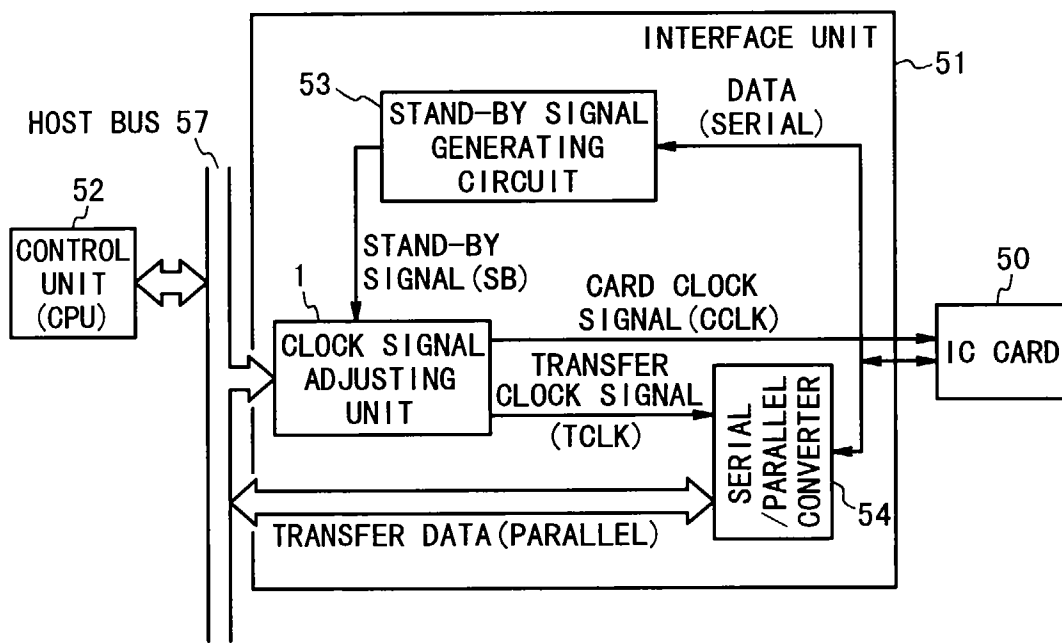 INTERFACE UNIT
51
53
STAND-BY SIGNAL
GENERATING
CIRCUIT
DATA
(SERIAL)
HOST BUS 57
52
CONTROL
UNIT
(CPU)
STAND-BY
SIGNAL(SB)
1
CLOCK SIGNAL
ADJUSTING
UNIT
CARD CLOCK
SIGNAL(CCLK)
TRANSFER
CLOCK SIGNAL
(TCLK)
50
IC CARD
SERIAL
/PARALLEL
CONVERTER
54
TRANSFER DATA(PARALLEL)